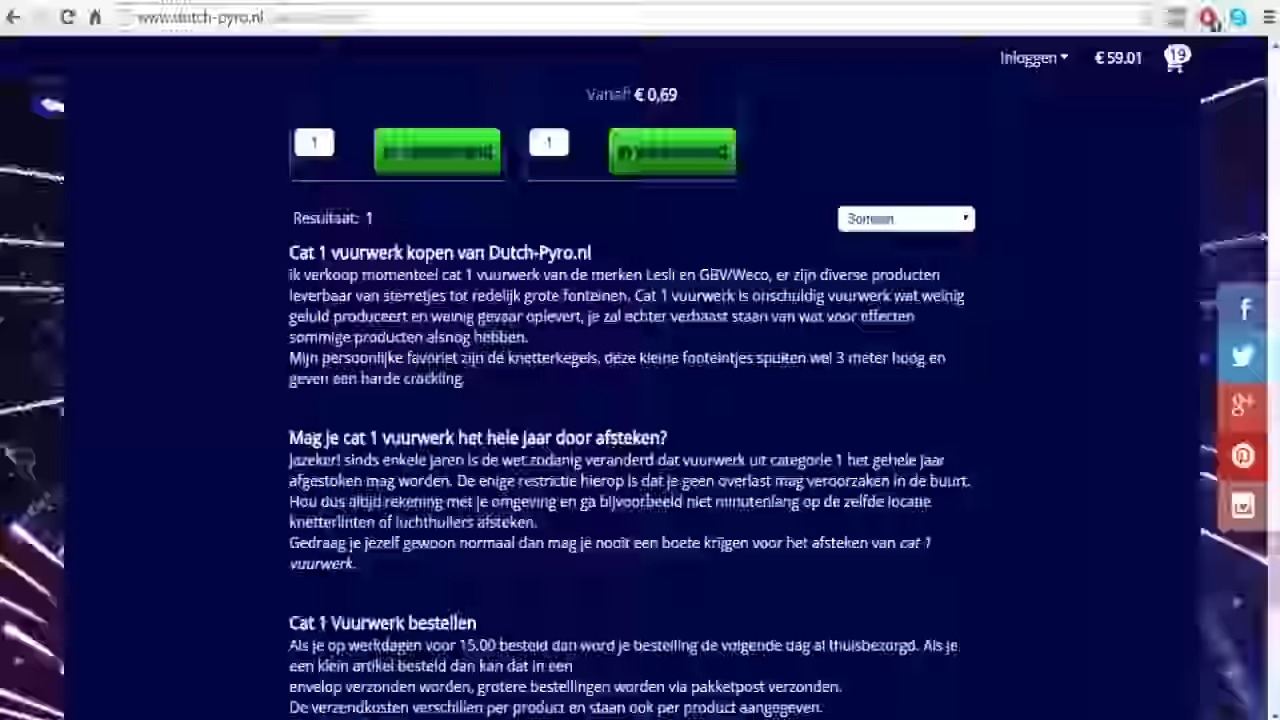 www.dutch-pyro.nl
Inloggen € 59.01 19
Vanaf € 0,69
1 1
Resultaat: 1
Cat 1 vuurwerk kopen van Dutch-Pyro.nl
ik verkoop momenteel cat 1 vuurwerk van de merken Lesli en GBV/Weco, er zijn diverse producten
leverbaar van sterretjes tot redelijk grote fonteinen. Cat 1 vuurwerk is onschuldig vuurwerk wat weinig
geluid produceert en weinig gevaar oplevert, je zal echter verbaast staan van wat voor effecten
sommige producten alsnog hebben.
Mijn persoonlijke favoriet zijn de knetterkegels, deze kleine fonteintjes spuiten wel 3 meter hoog en
geven een harde crackling.
Mag je cat 1 vuurwerk het hele jaar door afsteken?
Jazeker! sinds enkele jaren is de wet zodanig veranderd dat vuurwerk uit categorie 1 het gehele jaar
afgestoken mag worden. De enige restrictie hierop is dat je geen overlast mag veroorzaken in de buurt.
Hou dus altijd rekening met je omgeving en ga bijvoorbeeld niet minutenlang op de zelfde locatie
knetterlinten of luchthuilers afsteken.
Gedraag je jezelf gewoon normaal dan mag je nooit een boete krijgen voor het afsteken van cat 1
vuurwerk.
Cat 1 Vuurwerk bestellen
Als je op werkdagen voor 15.00 besteld dan word je bestelling de volgende dag al thuisbezorgd. Als je
een klein artikel besteld dan kan dat in een
envelop verzonden worden, grotere bestellingen worden via pakketpost verzonden.
De verzendkosten verschillen per product en staan ook per product aangegeven.